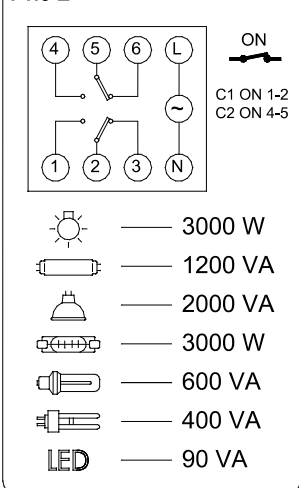 4 5 6 L
ON
~
C1 ON 1-2
C2 ON 4-5
1 2 3 N
3000 W
1200 VA
2000 VA
3000 W
600 VA
400 VA
LED 90 VA